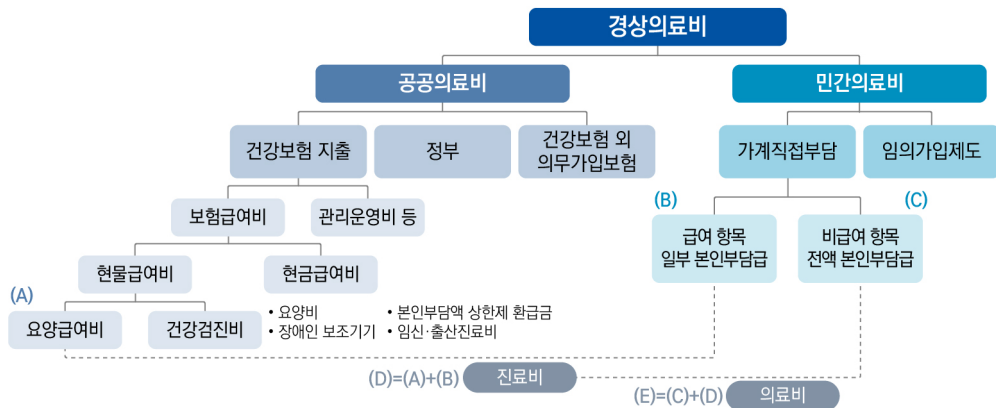 경상의료비
공공의료비
민간의료비
건강보험 지출
정부
건강보험 외
의무가입보험
가계직접부담
임의가입제도
(B)
(C)
보험급여비
관리운영비 등
급여 항목
일부 본인부담급
비급여 항목
전액 본인부담급
현물급여비
현금급여비
(A)
요양급여비
건강검진비
• 요양비
• 본인부담액 상한제 환급금
• 장애인 보조기기
• 임신·출산진료비
(D)=(A)+(B)
진료비
(E)=(C)+(D)
의료비